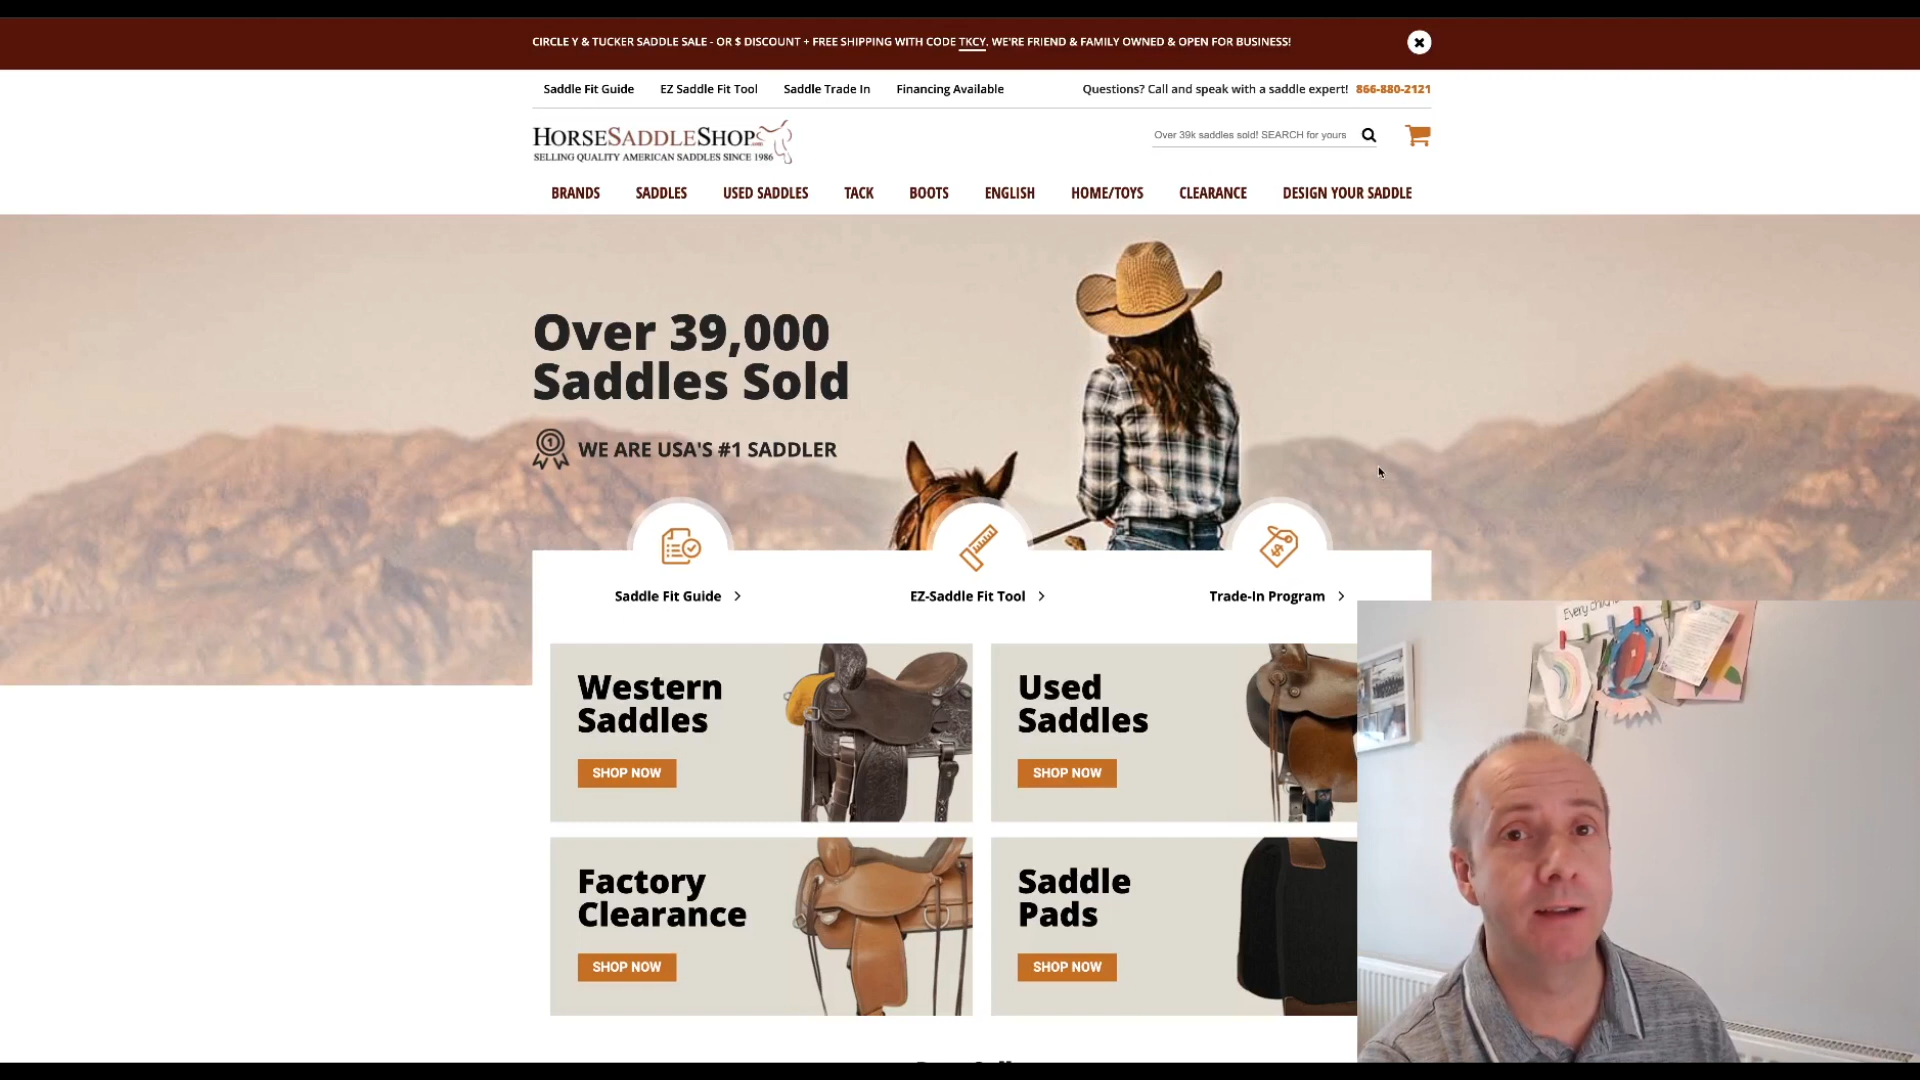 CIRCLE Y & TUCKER SADDLE SALE - OR $ DISCOUNT + FREE SHIPPING WITH CODE TKCY. WE'RE FRIEND & FAMILY OWNED & OPEN FOR BUSINESS!
Saddle Fit Guide EZ Saddle Fit Tool Saddle Trade In Financing Available Questions? Call and speak with a saddle expert! 866-880-2121
HORSESADDLESHOP.com
SELLING QUALITY AMERICAN SADDLES SINCE 1986
Over 39k saddles sold! SEARCH for yours
BRANDS SADDLES USED SADDLES TACK BOOTS ENGLISH HOME/TOYS CLEARANCE DESIGN YOUR SADDLE
Over 39,000
Saddles Sold
1 WE ARE USA'S #1 SADDLER
$
Saddle Fit Guide EZ-Saddle Fit Tool Trade-In Program
Western
Saddles
SHOP NOW
Used
Saddles
SHOP NOW
Factory
Clearance
SHOP NOW
Saddle
Pads
SHOP NOW
Every